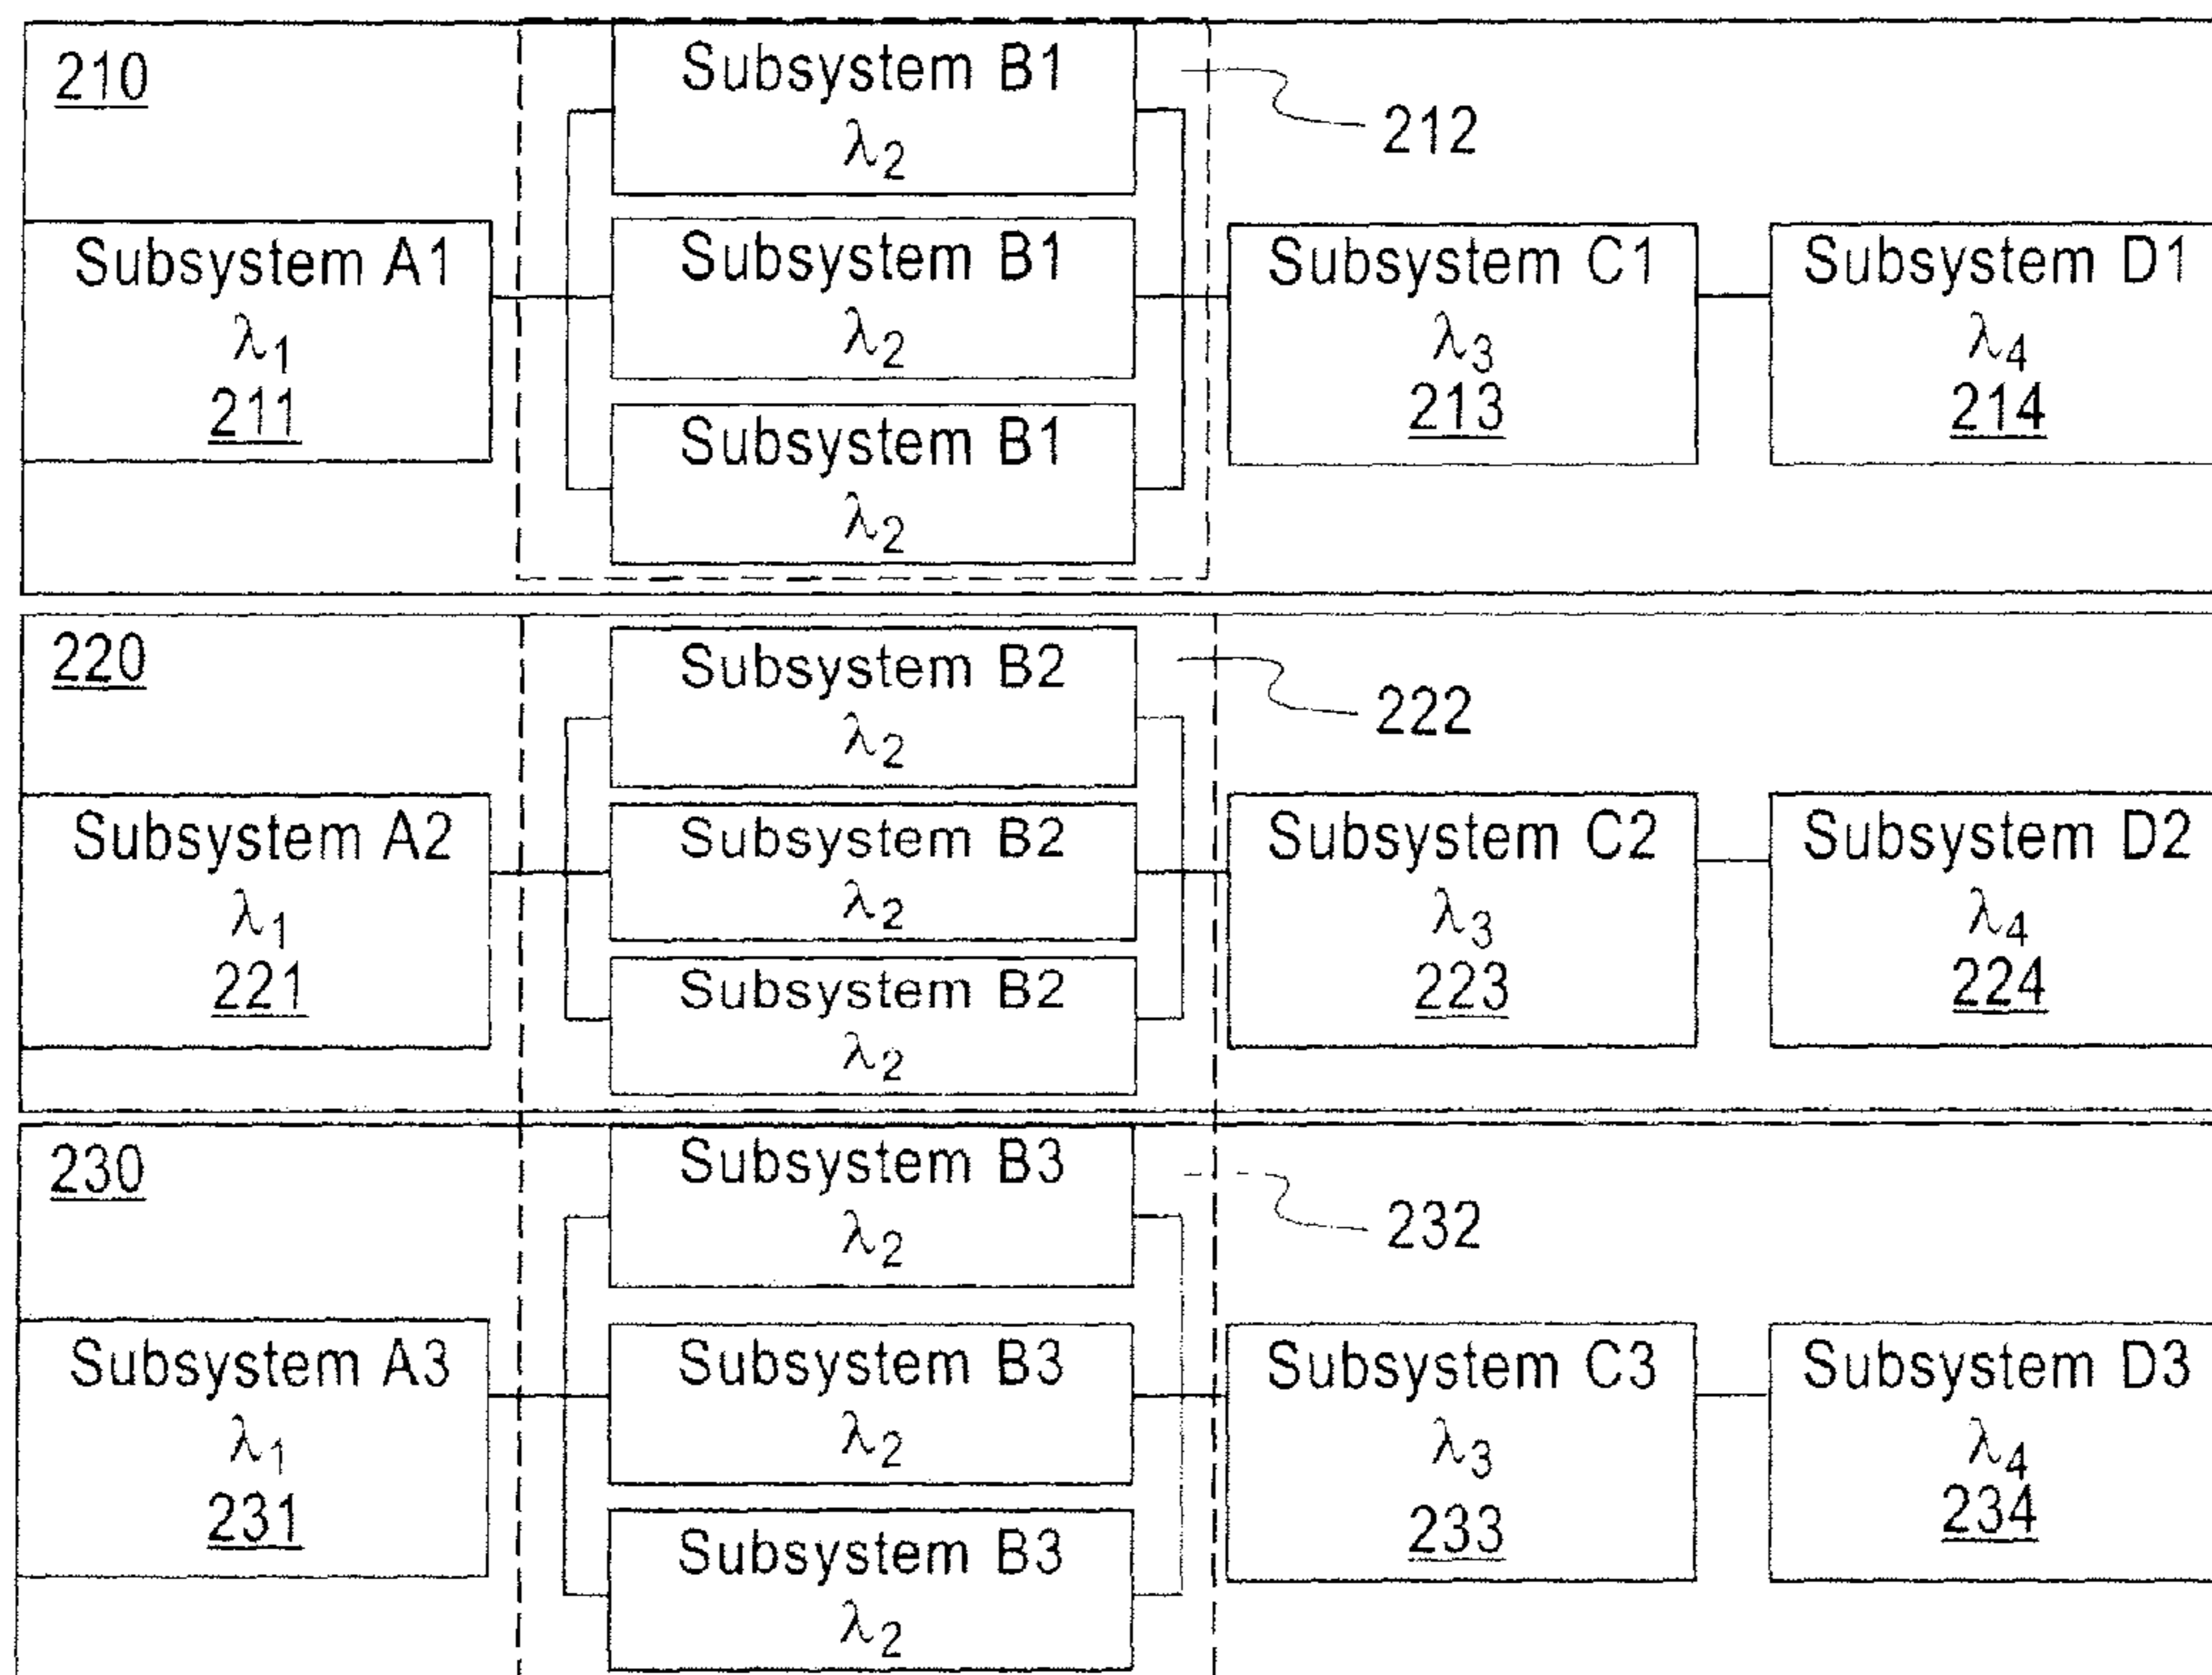 210
Subsystem B1
λ2
212
Subsystem A1
λ1
211
Subsystem B1
λ2
Subsystem C1
λ3
213
Subsystem D1
λ4
214
Subsystem B1
λ2
220
Subsystem B2
λ2
222
Subsystem A2
λ1
221
Subsystem B2
λ2
Subsystem C2
λ3
223
Subsystem D2
λ4
224
Subsystem B2
λ2
230
Subsystem B3
λ2
232
Subsystem A3
λ1
231
Subsystem B3
λ2
Subsystem C3
λ3
233
Subsystem D3
λ4
234
Subsystem B3
λ2